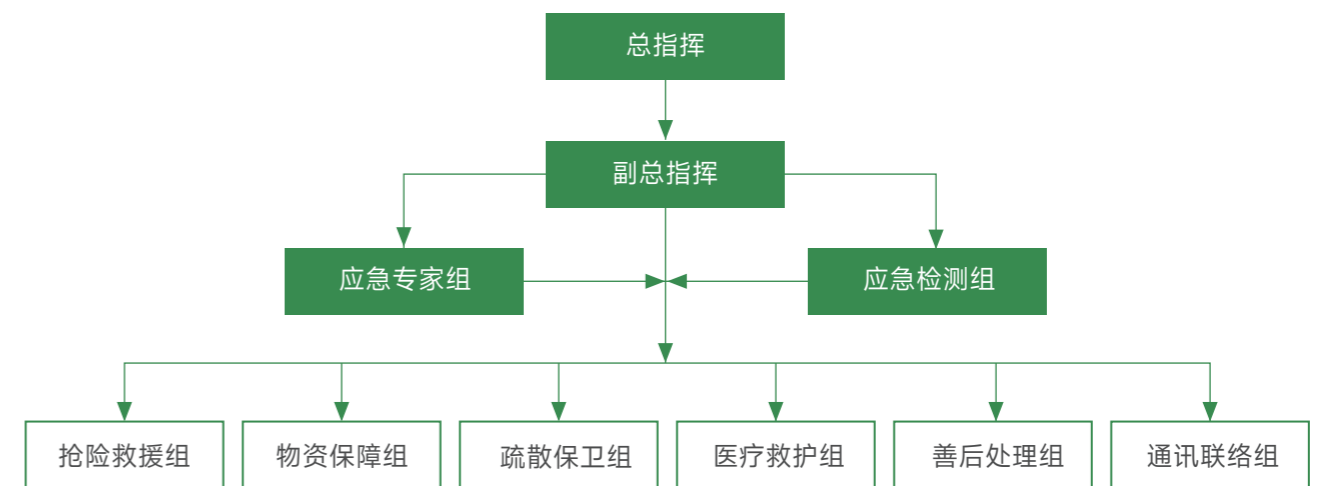 总指挥
副总指挥
应急专家组
应急检测组
抢险救援组
物资保障组
疏散保卫组
医疗救护组
善后处理组
通讯联络组